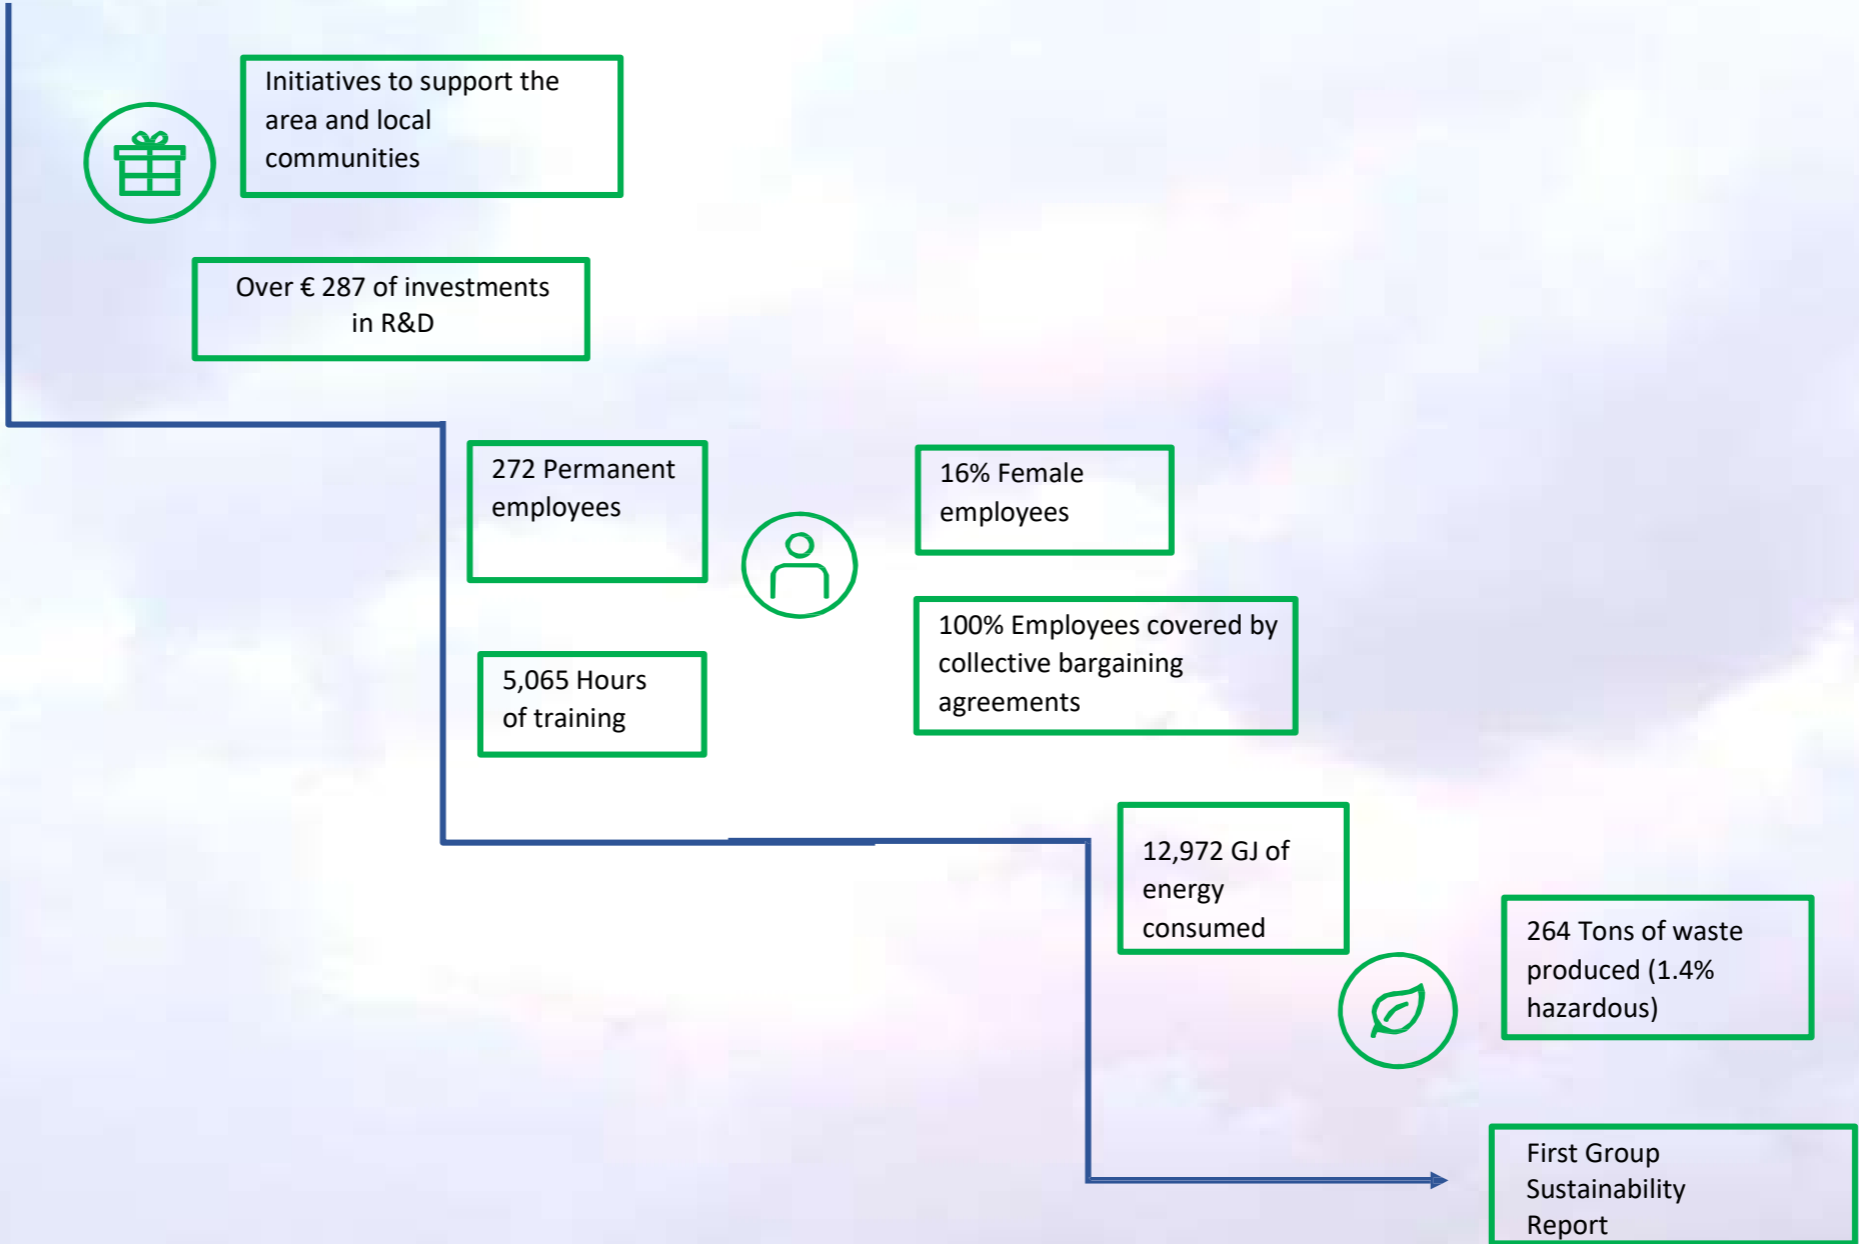 Initiatives to support the
area and local
communities
Over € 287 of investments
in R&D
272 Permanent
employees
16% Female
employees
5,065 Hours
of training
100% Employees covered by
collective bargaining
agreements
12,972 GJ of
energy
consumed
264 Tons of waste
produced (1.4%
hazardous)
First Group
Sustainability
Report